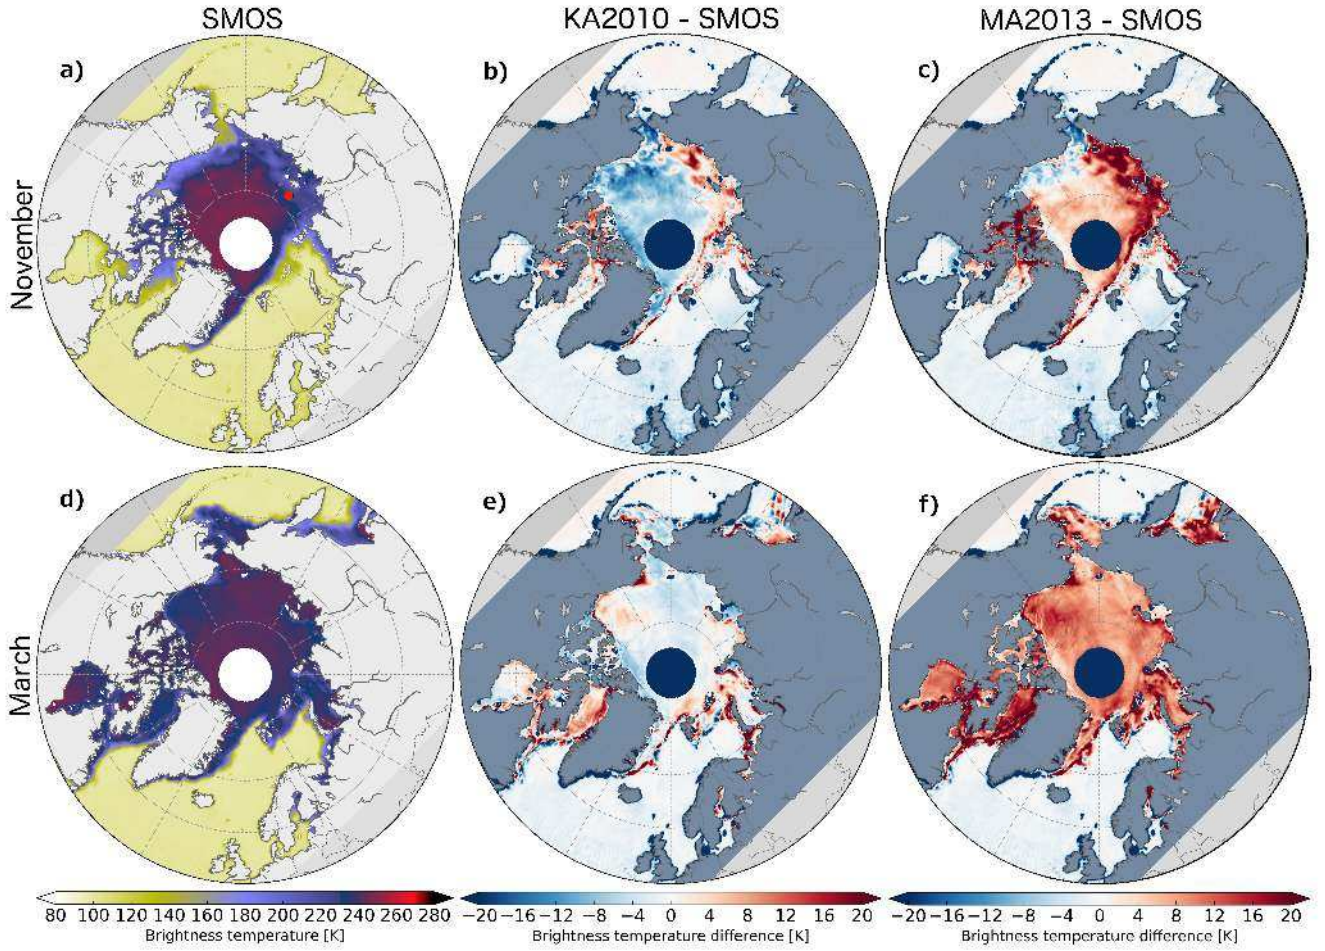 SMOS
KA2010 - SMOS
MA2013 - SMOS
a)
b)
c)
November
d)
e)
f)
March
80 100 120 140 160 180 200 220 240 260 280
Brightness temperature [K]
−20 −16 −12 −8 −4 0 4 8 12 16 20
Brightness temperature difference [K]
−20 −16 −12 −8 −4 0 4 8 12 16 20
Brightness temperature difference [K]